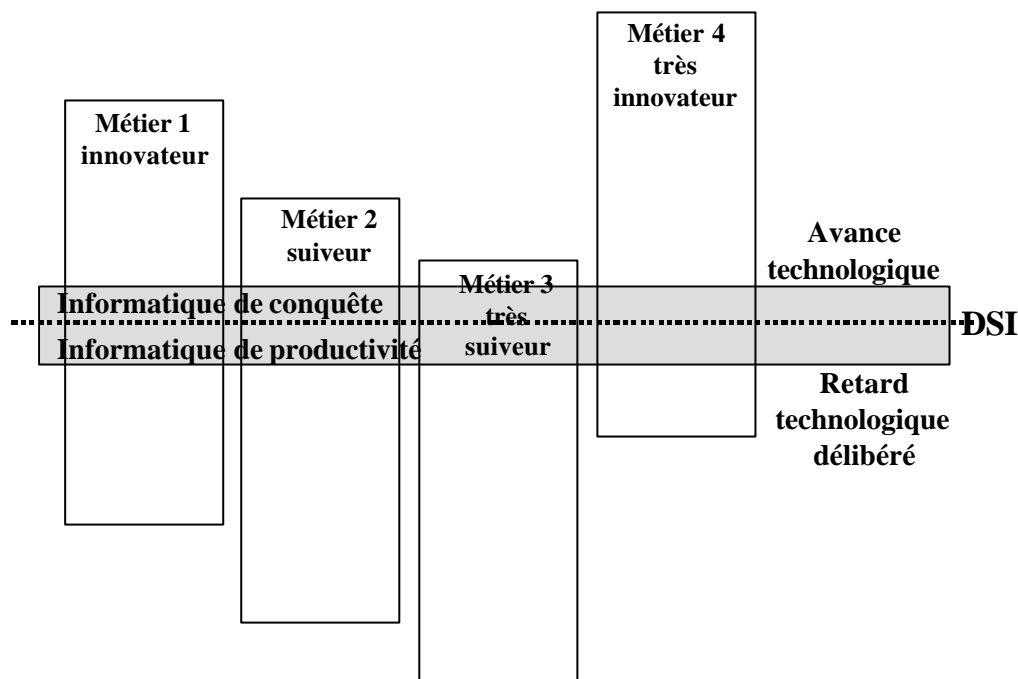 Métier 4
très
innovateur
Métier 1
innovateur
Métier 2
suiveur
Avance
technologique
Métier 3
très
suiveur
Informatique de conquête
DSI
Informatique de productivité
Retard
technologique
délibéré